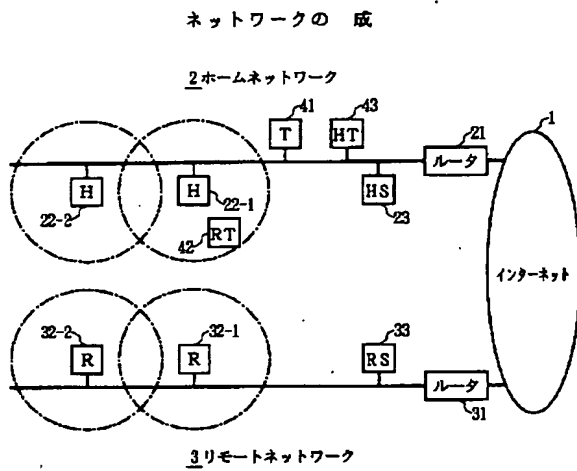 ネットワークの 成
2 ホームネットワーク
41 43 21 1
T HT ルータ
H H HS
22-2 22-1 23
42 RT
インターネット
32-2 32-1 33
R R RS
ルータ
31
3 リモートネットワーク